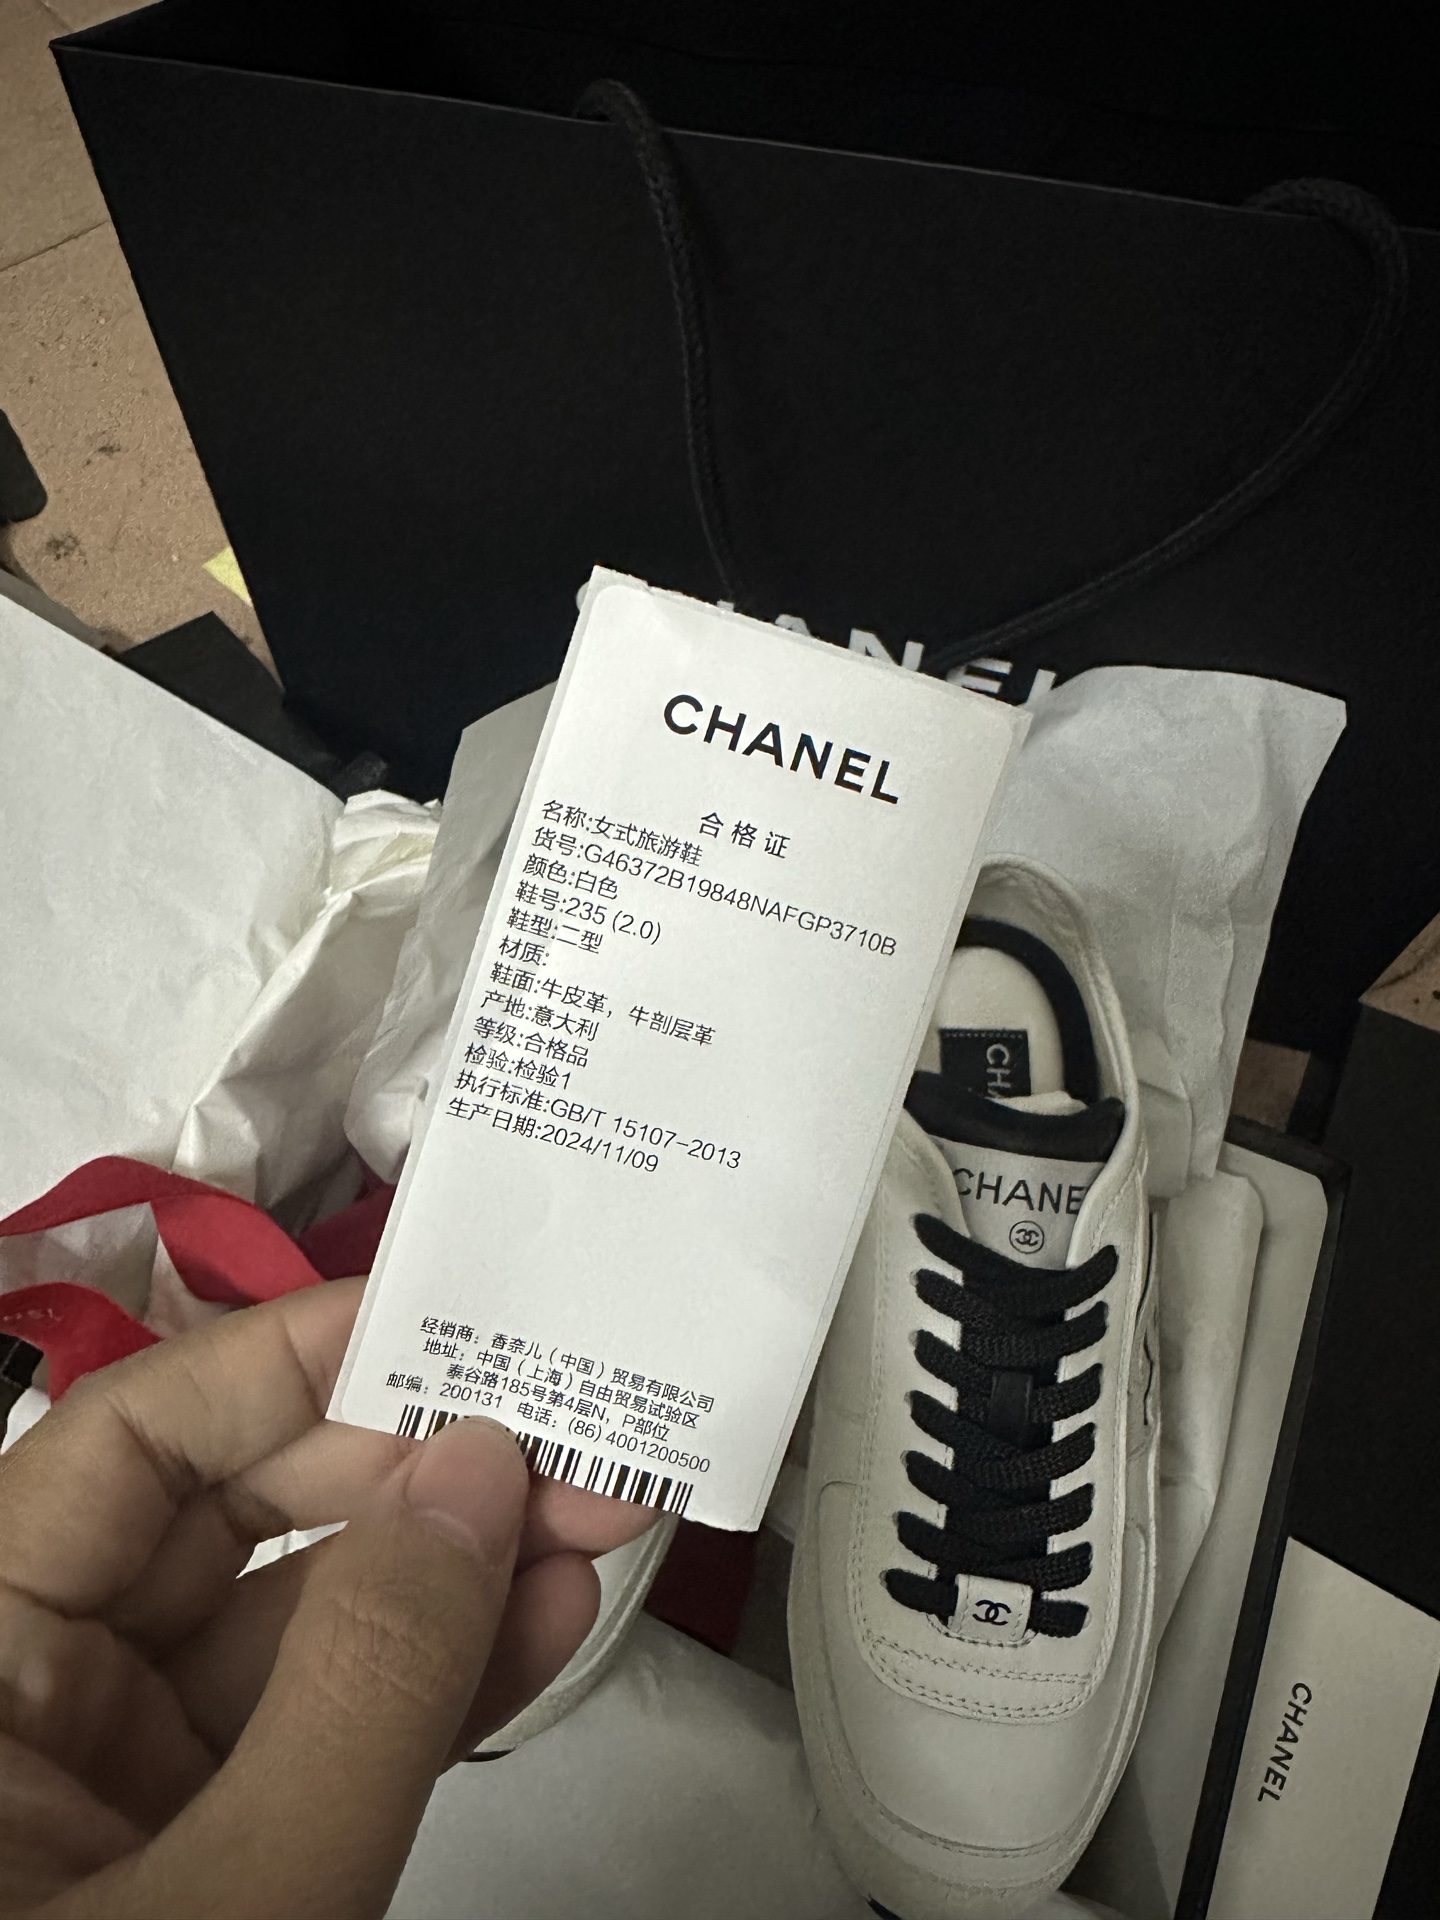 CHANEL
CHANEL
合格证
名称:女式旅游鞋
货号:G46372B19848NAFGP3710B
颜色:白色
鞋号:235 (2.0)
鞋型:二型
材质:
鞋面:牛皮革，牛剖层革
产地:意大利
等级:合格品
检验:检验1
执行标准:GB/T 15107-2013
生产日期:2024/11/09
经销商：香奈儿（中国）贸易有限公司
地址：中国（上海）自由贸易试验区
泰谷路185号第4层N，P部位
邮编：200131 电话：(86) 4001200500
CHA
CHANE
CHANEL